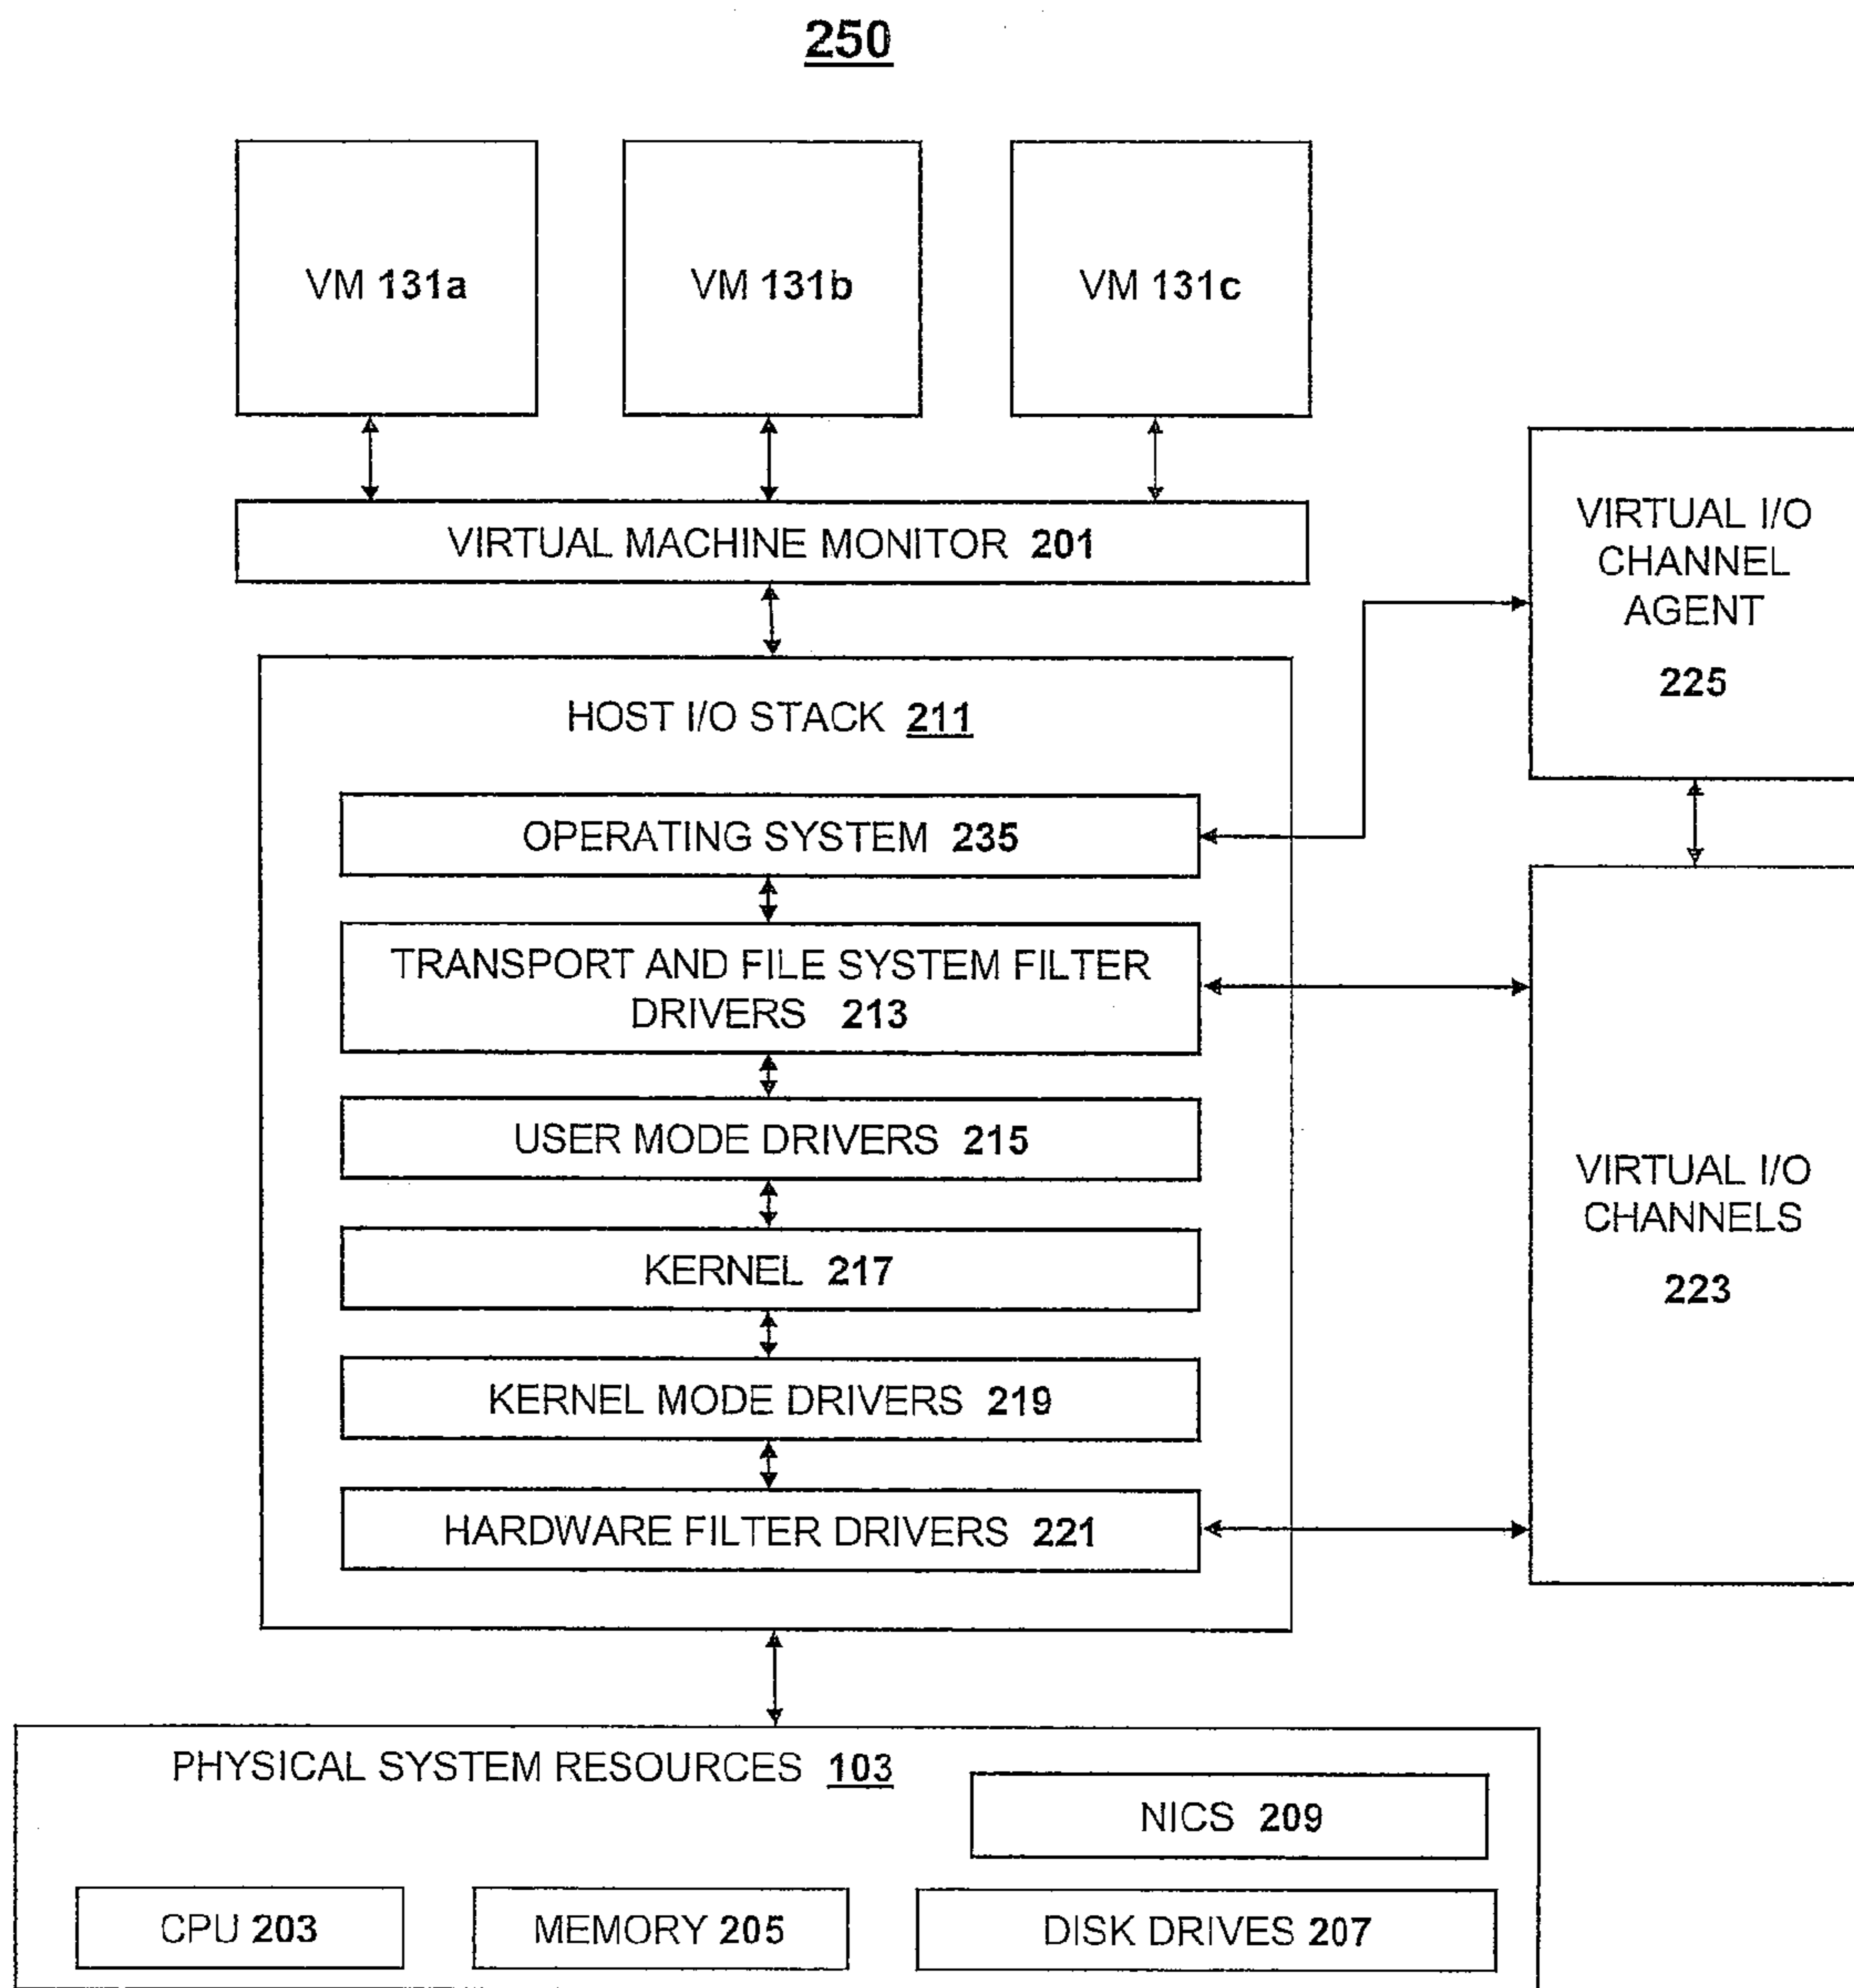 250
VM 131a
VM 131b
VM 131c
VIRTUAL MACHINE MONITOR 201
VIRTUAL I/O
CHANNEL
AGENT
225
HOST I/O STACK 211
OPERATING SYSTEM 235
TRANSPORT AND FILE SYSTEM FILTER
DRIVERS 213
USER MODE DRIVERS 215
KERNEL 217
KERNEL MODE DRIVERS 219
HARDWARE FILTER DRIVERS 221
VIRTUAL I/O
CHANNELS
223
PHYSICAL SYSTEM RESOURCES 103
NICS 209
CPU 203
MEMORY 205
DISK DRIVES 207